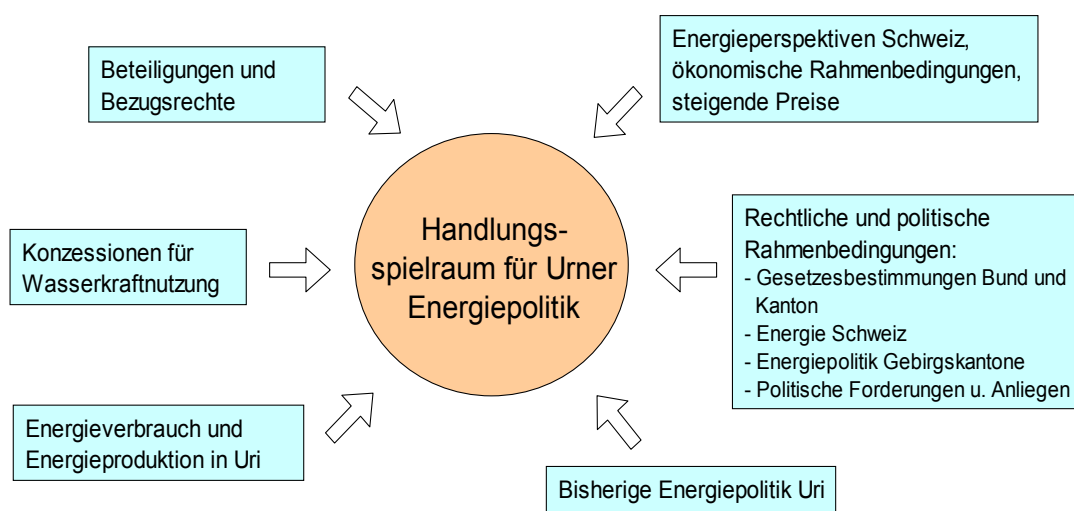 Beteiligungen und
Bezugsrechte
Energieperspektiven Schweiz,
ökonomische Rahmenbedingungen,
steigende Preise
Konzessionen für
Wasserkraftnutzung
Handlungs-
spielraum für Urner
Energiepolitik
Rechtliche und politische
Rahmenbedingungen:
- Gesetzesbestimmungen Bund und
Kanton
- Energie Schweiz
- Energiepolitik Gebirgskantone
- Politische Forderungen u. Anliegen
Energieverbrauch und
Energieproduktion in Uri
Bisherige Energiepolitik Uri